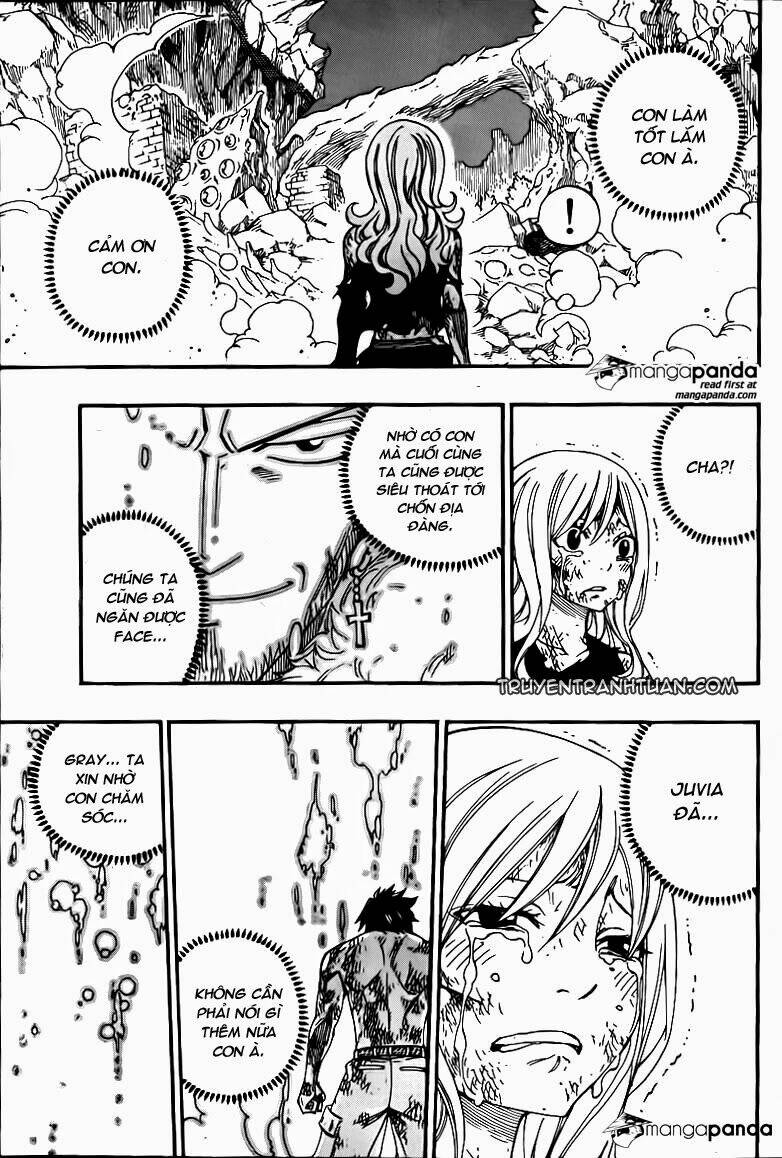 CON LÀM
TỐT LẮM
CON À.
!
CẢM ƠN
CON.
mangapanda
read first at
mangapanda.com
CHA?!
NHỜ CÓ CON
MÀ CUỐI CÙNG
TA CŨNG ĐƯỢC
SIÊU THOÁT TỚI
CHỐN ĐỊA
ĐÀNG.
CHÚNG TA
CŨNG ĐÃ
NGĂN ĐƯỢC
FACE...
TRUYENTRANHTUAN.COM
JUVIA
ĐÃ...
KHÔNG CẦN
PHẢI NÓI GÌ
THÊM NỮA
CON À.
GRAY... TA
XIN NHỜ
CON CHĂM
SÓC...
mangapanda